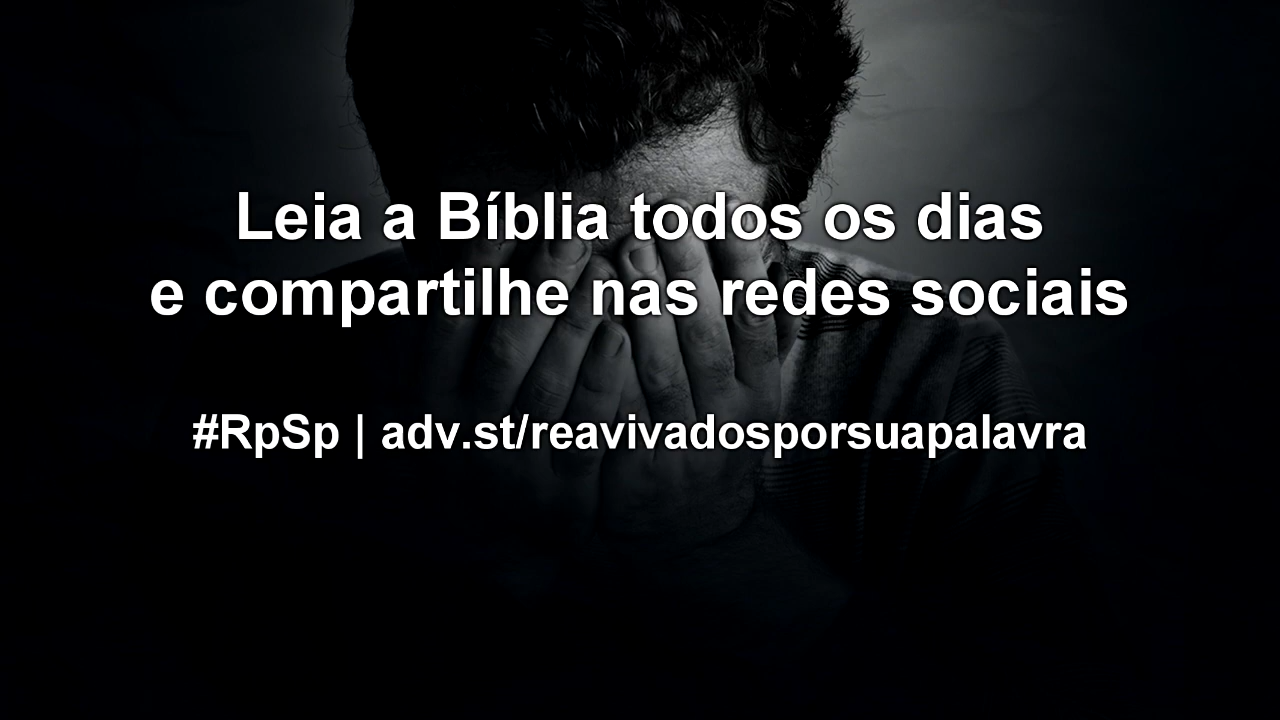 Leia a Bíblia todos os dias
e compartilhe nas redes sociais
#RpSp | adv.st/reavivadosporsuapalavra